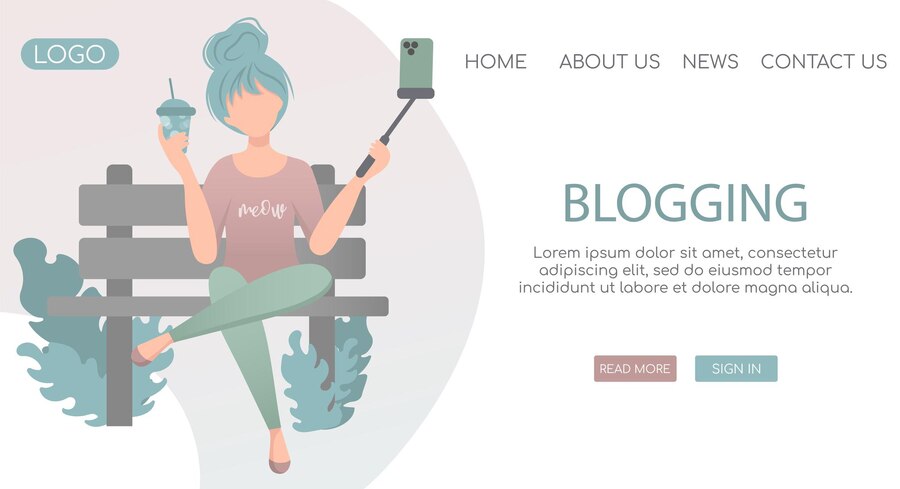 LOGO
HOME ABOUT US NEWS CONTACT US
meow
BLOGGING
Lorem ipsum dolor sit amet, consectetur
adipiscing elit, sed do eiusmod tempor
incididunt ut labore et dolore magna aliqua.
READ MORE SIGN IN